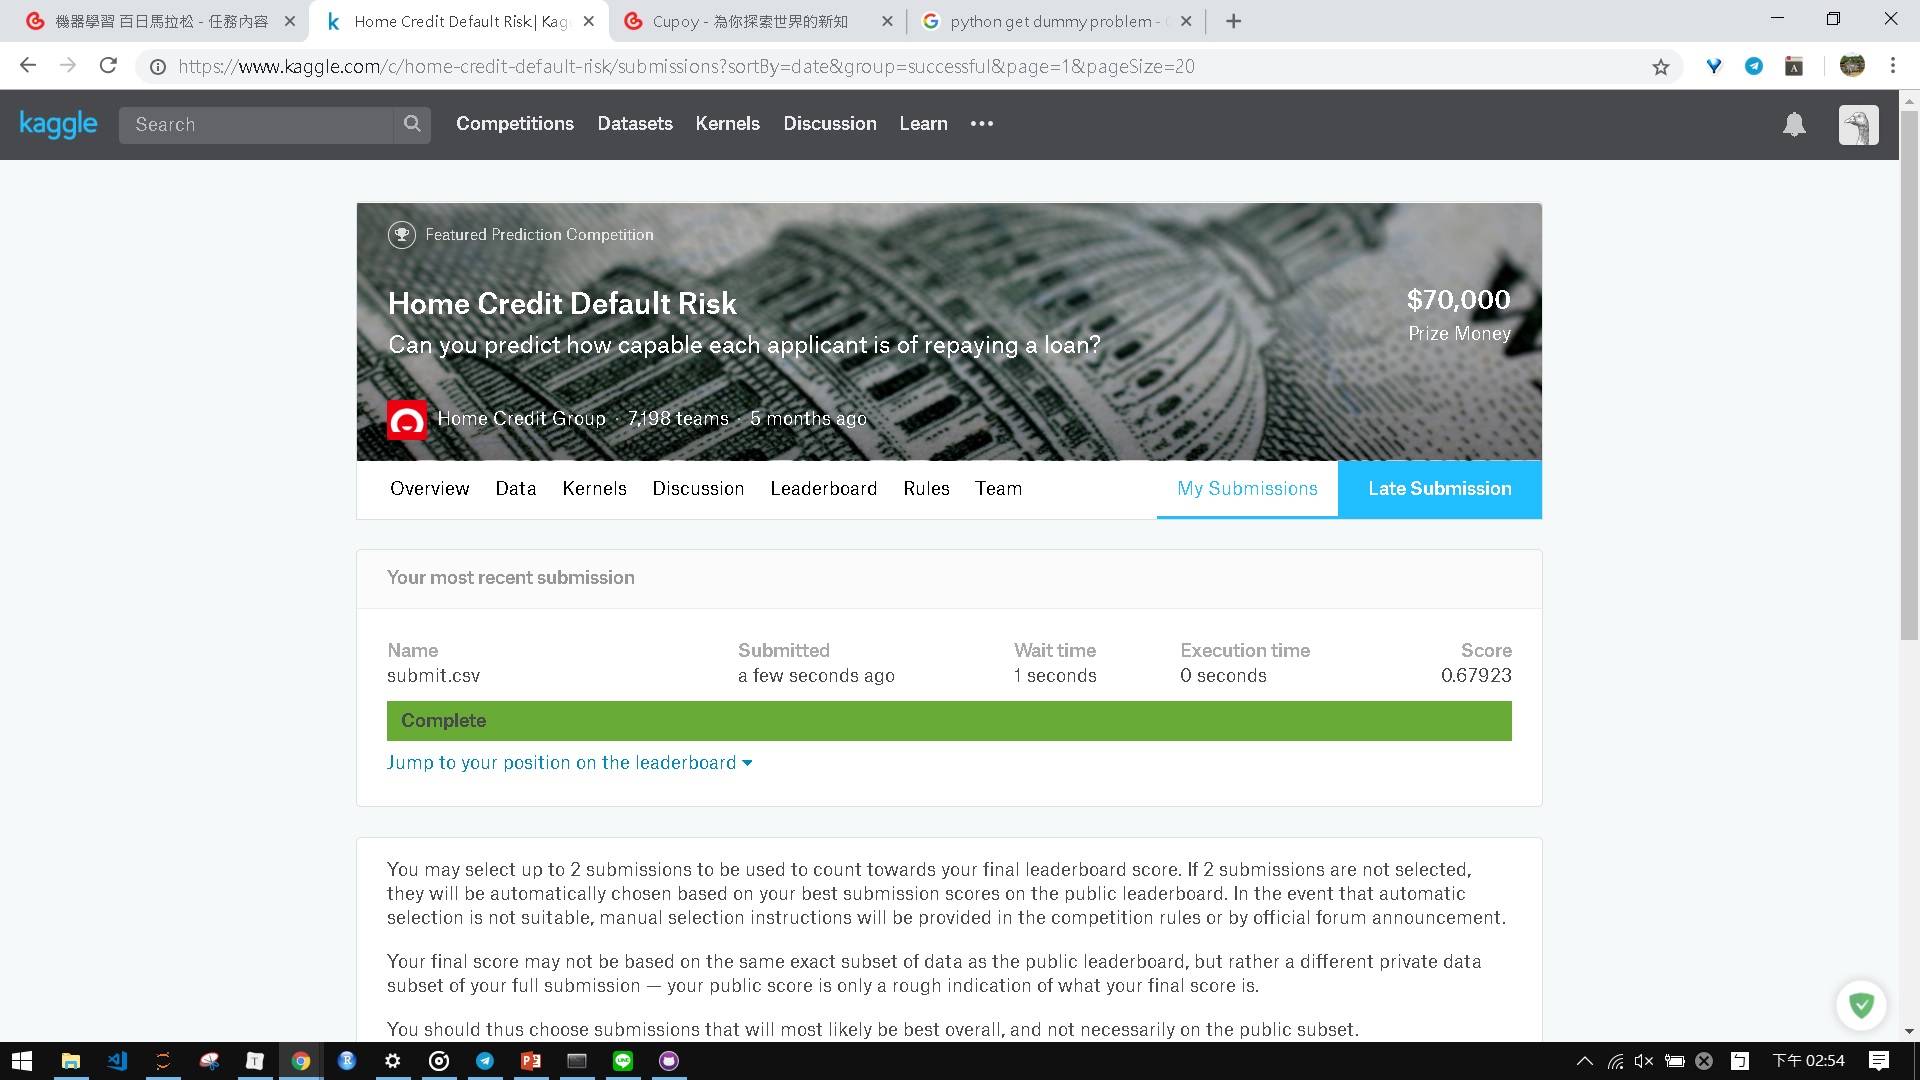 機器學習 百日馬拉松 - 任務內容
Home Credit Default Risk | Kag
Cupoy - 為你探索世界的新知
python get dummy problem -
https://www.kaggle.com/c/home-credit-default-risk/submissions?sortBy=date&group=successful&page=1&pageSize=20
kaggle
Search
Competitions
Datasets
Kernels
Discussion
Learn
Featured Prediction Competition
Home Credit Default Risk
Can you predict how capable each applicant is of repaying a loan?
$70,000
Prize Money
Home Credit Group · 7,198 teams · 5 months ago
Overview
Data
Kernels
Discussion
Leaderboard
Rules
Team
My Submissions
Late Submission
Your most recent submission
Name
Submitted
Wait time
Execution time
Score
submit.csv
a few seconds ago
1 seconds
0 seconds
0.67923
Complete
Jump to your position on the leaderboard
You may select up to 2 submissions to be used to count towards your final leaderboard score. If 2 submissions are not selected,
they will be automatically chosen based on your best submission scores on the public leaderboard. In the event that automatic
selection is not suitable, manual selection instructions will be provided in the competition rules or by official forum announcement.
Your final score may not be based on the same exact subset of data as the public leaderboard, but rather a different private data
subset of your full submission — your public score is only a rough indication of what your final score is.
You should thus choose submissions that will most likely be best overall, and not necessarily on the public subset.
下午 02:54